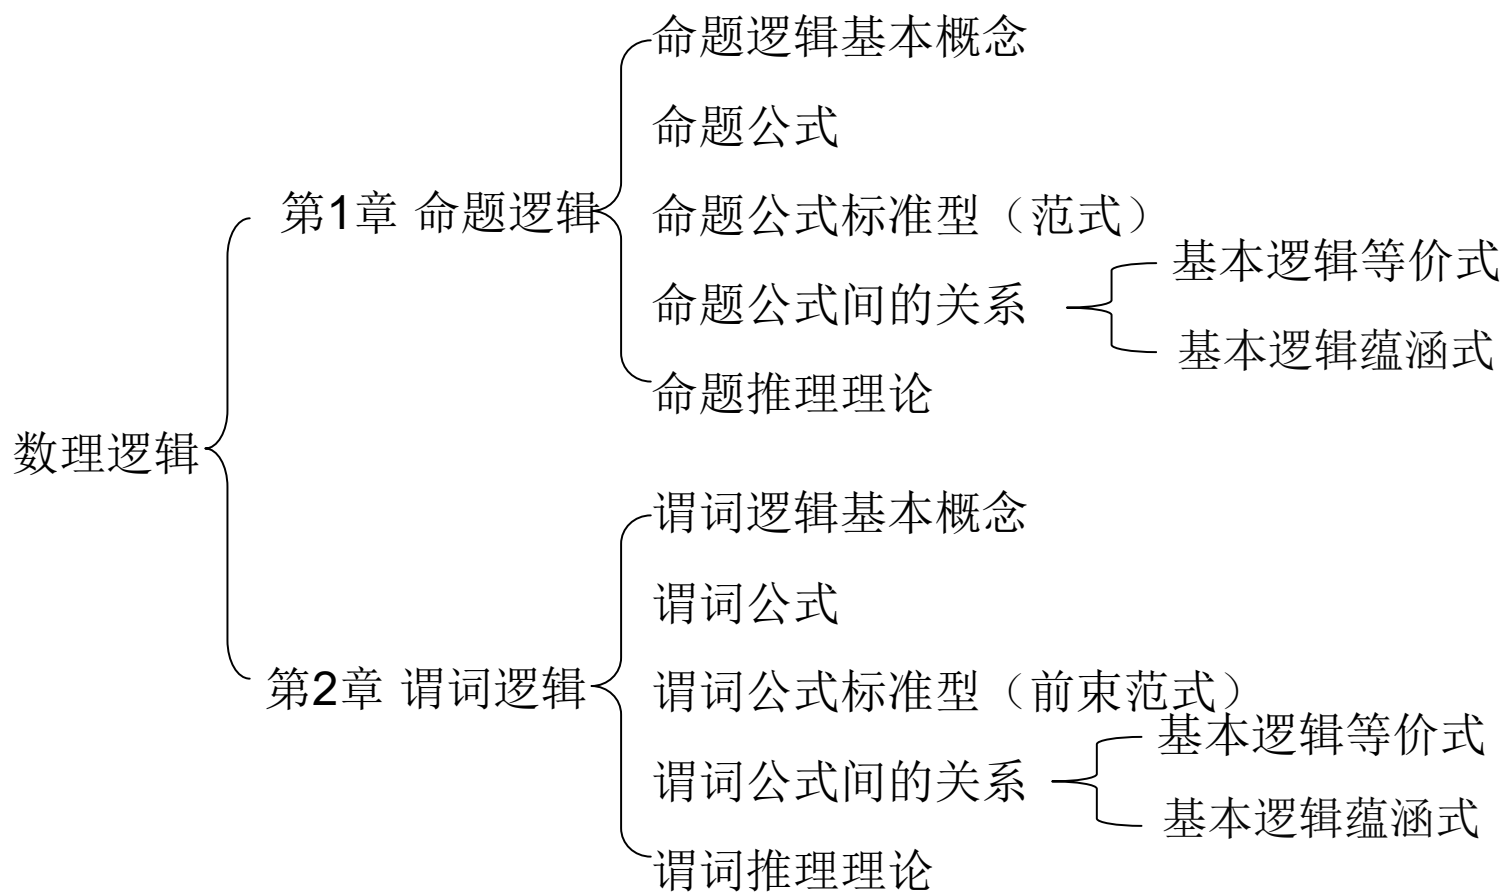 数理逻辑
第1章 命题逻辑
命题逻辑基本概念
命题公式
命题公式标准型（范式）
命题公式间的关系
基本逻辑等价式
基本逻辑蕴涵式
命题推理理论
第2章 谓词逻辑
谓词逻辑基本概念
谓词公式
谓词公式标准型（前束范式）
谓词公式间的关系
基本逻辑等价式
基本逻辑蕴涵式
谓词推理理论